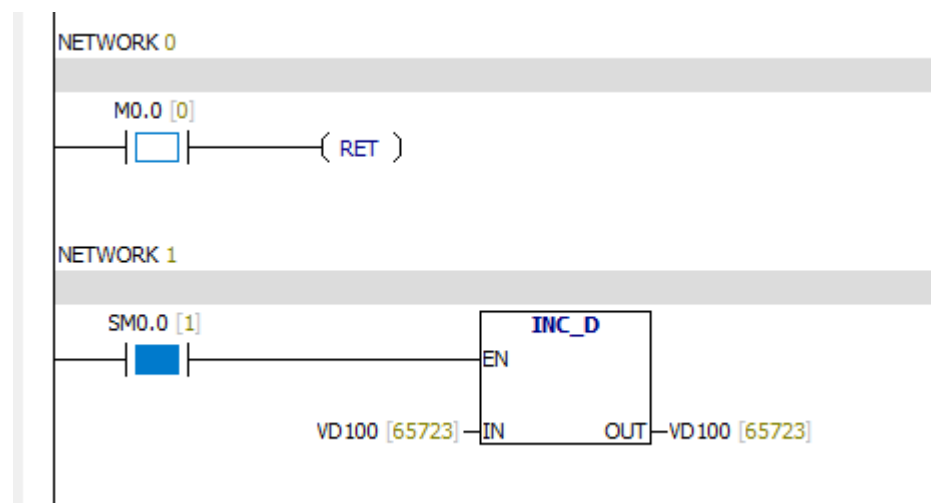 NETWORK 0
M0.0 [0]
RET
NETWORK 1
SM0.0 [1]
INC_D
EN
VD100 [65723] IN OUT VD100 [65723]